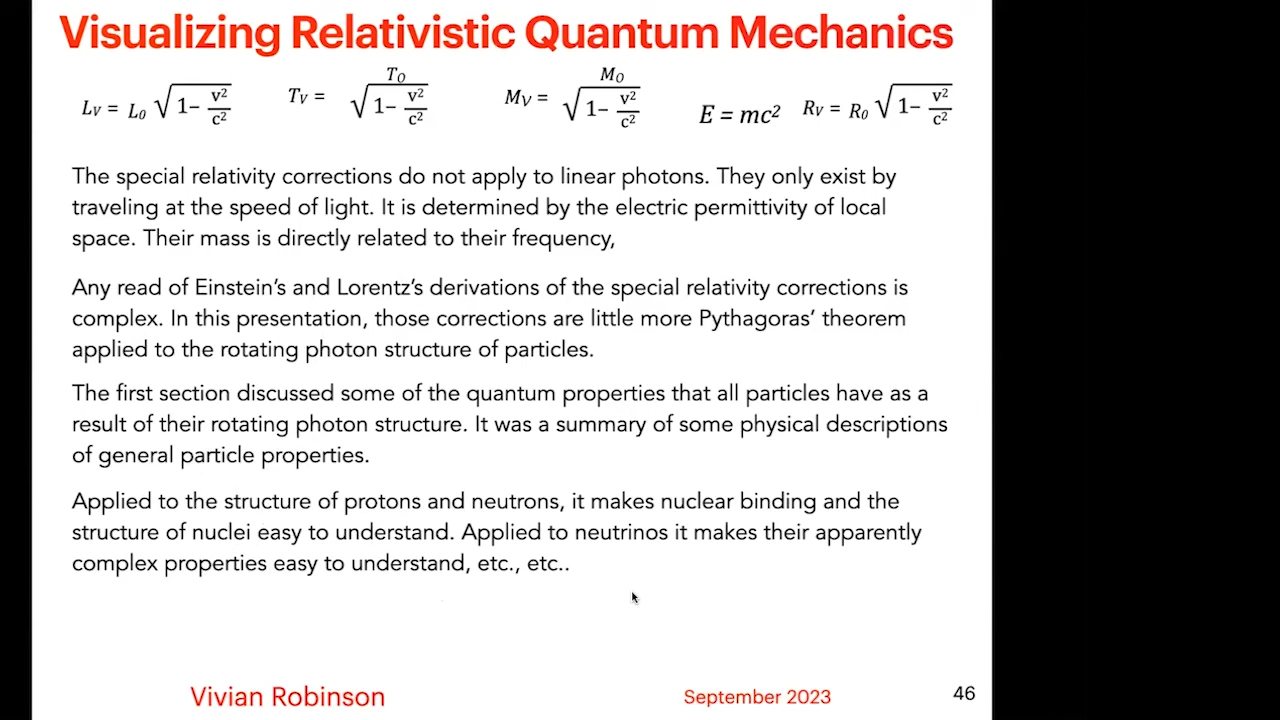 Visualizing Relativistic Quantum Mechanics
Lv = L0 √1− v²/c² Tv = T0/√1− v²/c² Mv = M0/√1− v²/c² E = mc² Rv = R0 √1− v²/c²
The special relativity corrections do not apply to linear photons. They only exist by
traveling at the speed of light. It is determined by the electric permittivity of local
space. Their mass is directly related to their frequency,
Any read of Einstein’s and Lorentz’s derivations of the special relativity corrections is
complex. In this presentation, those corrections are little more Pythagoras’ theorem
applied to the rotating photon structure of particles.
The first section discussed some of the quantum properties that all particles have as a
result of their rotating photon structure. It was a summary of some physical descriptions
of general particle properties.
Applied to the structure of protons and neutrons, it makes nuclear binding and the
structure of nuclei easy to understand. Applied to neutrinos it makes their apparently
complex properties easy to understand, etc., etc..
Vivian Robinson September 2023 46